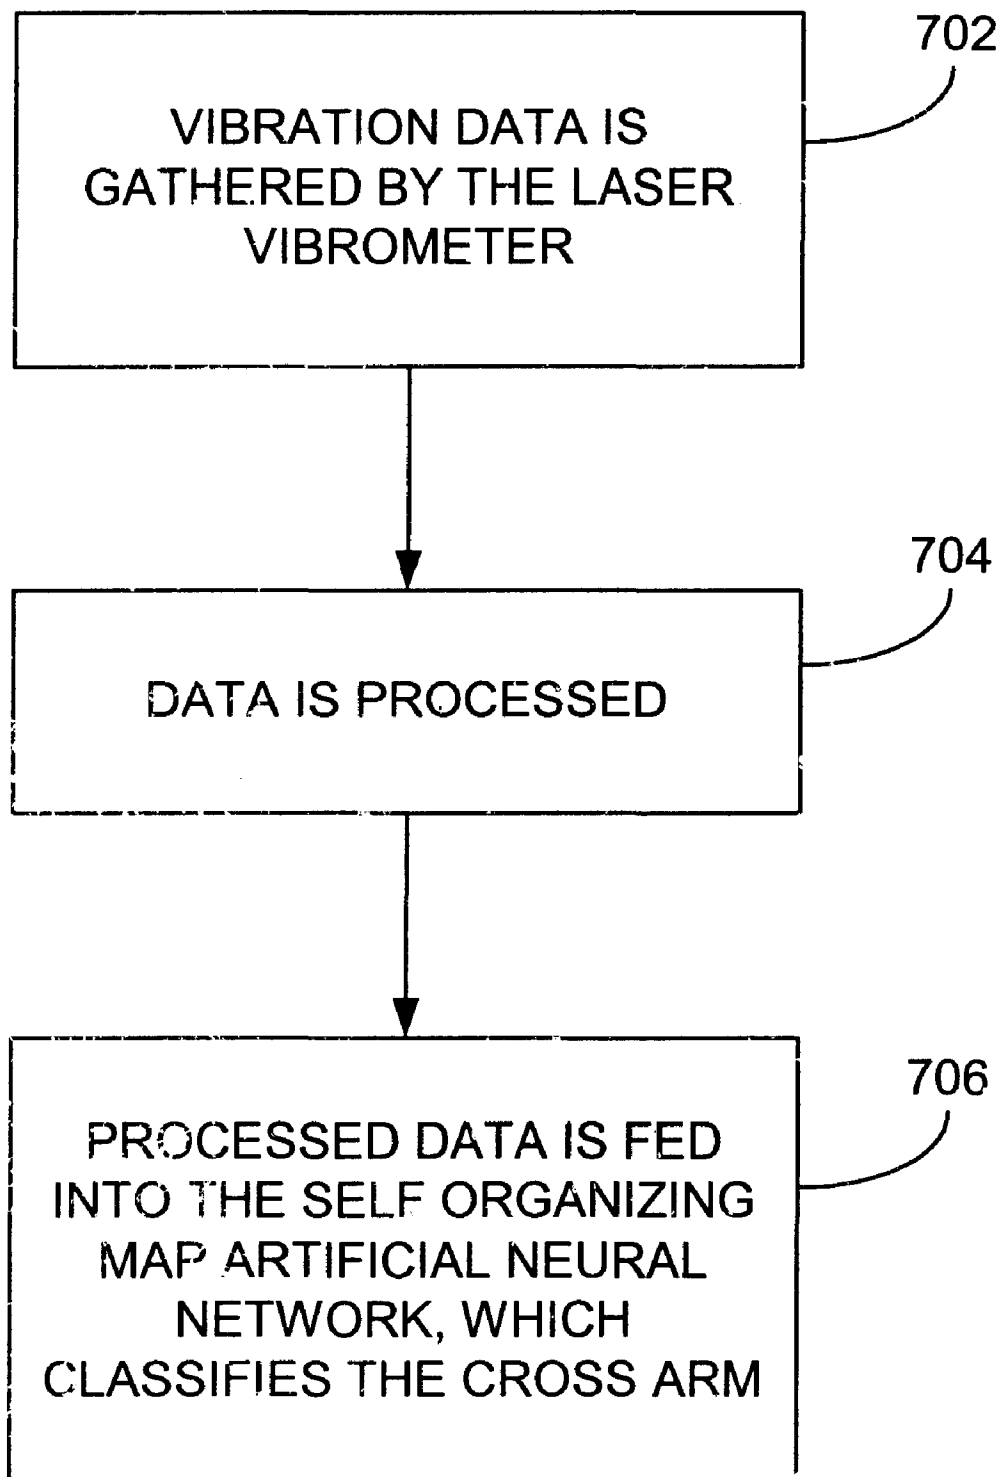 702
VIBRATION DATA IS
GATHERED BY THE LASER
VIBROMETER
704
DATA IS PROCESSED
706
PROCESSED DATA IS FED
INTO THE SELF ORGANIZING
MAP ARTIFICIAL NEURAL
NETWORK, WHICH
CLASSIFIES THE CROSS ARM